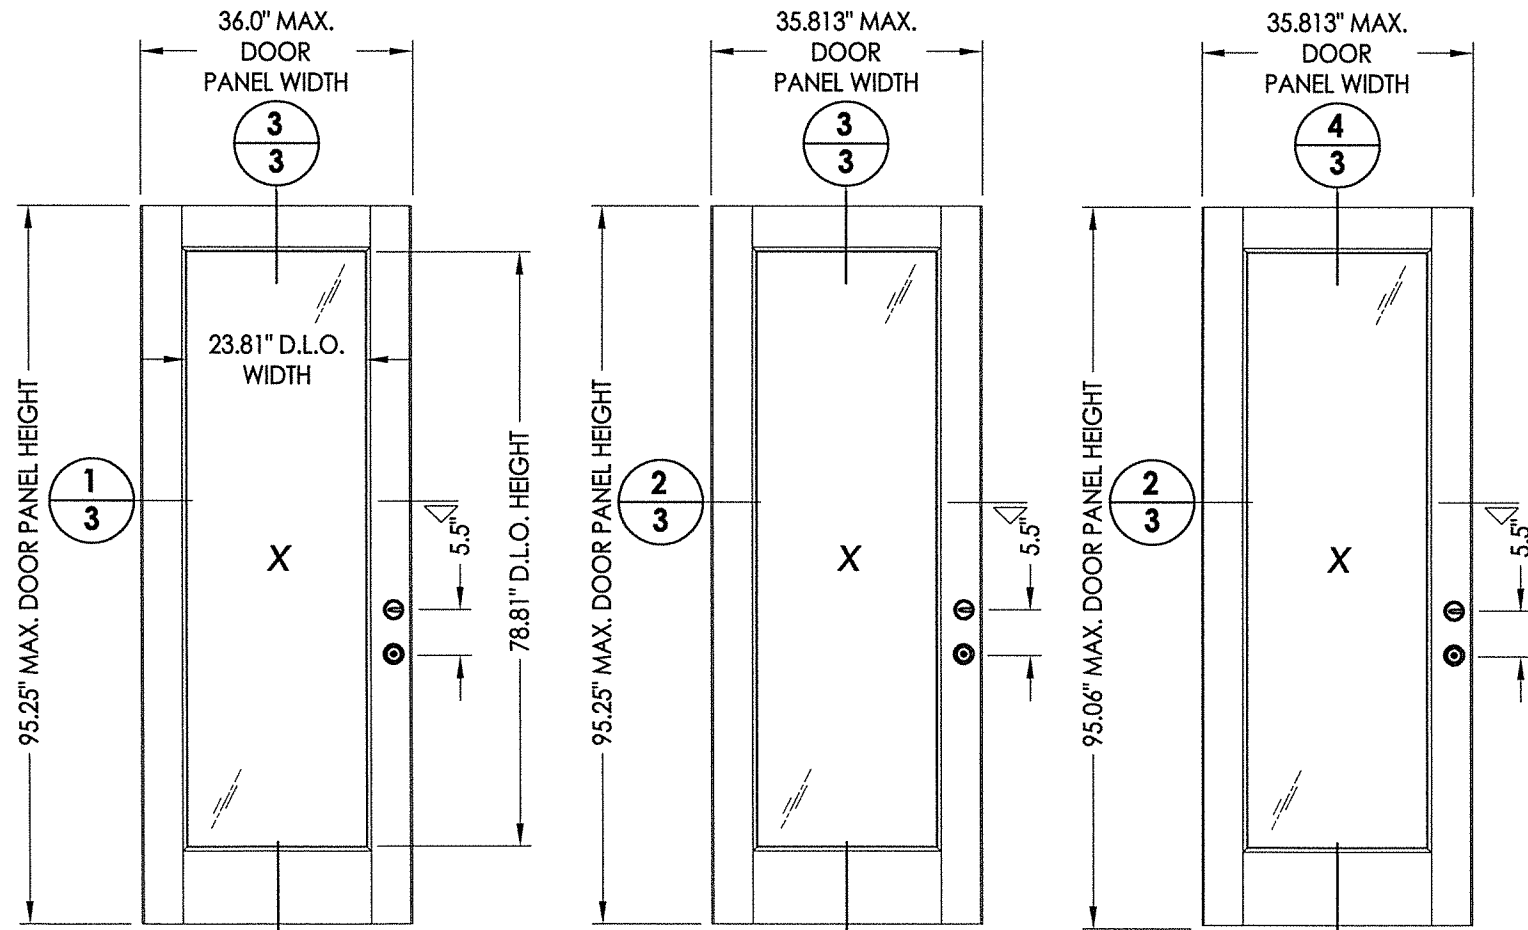 36.0" MAX.
DOOR
PANEL WIDTH
3
3
95.25" MAX. DOOR PANEL HEIGHT
1
3
23.81" D.L.O.
WIDTH
X
5.5"
78.81" D.L.O. HEIGHT
35.813" MAX.
DOOR
PANEL WIDTH
3
3
95.25" MAX. DOOR PANEL HEIGHT
2
3
X
5.5"
35.813" MAX.
DOOR
PANEL WIDTH
4
3
95.06" MAX. DOOR PANEL HEIGHT
2
3
X
5.5"